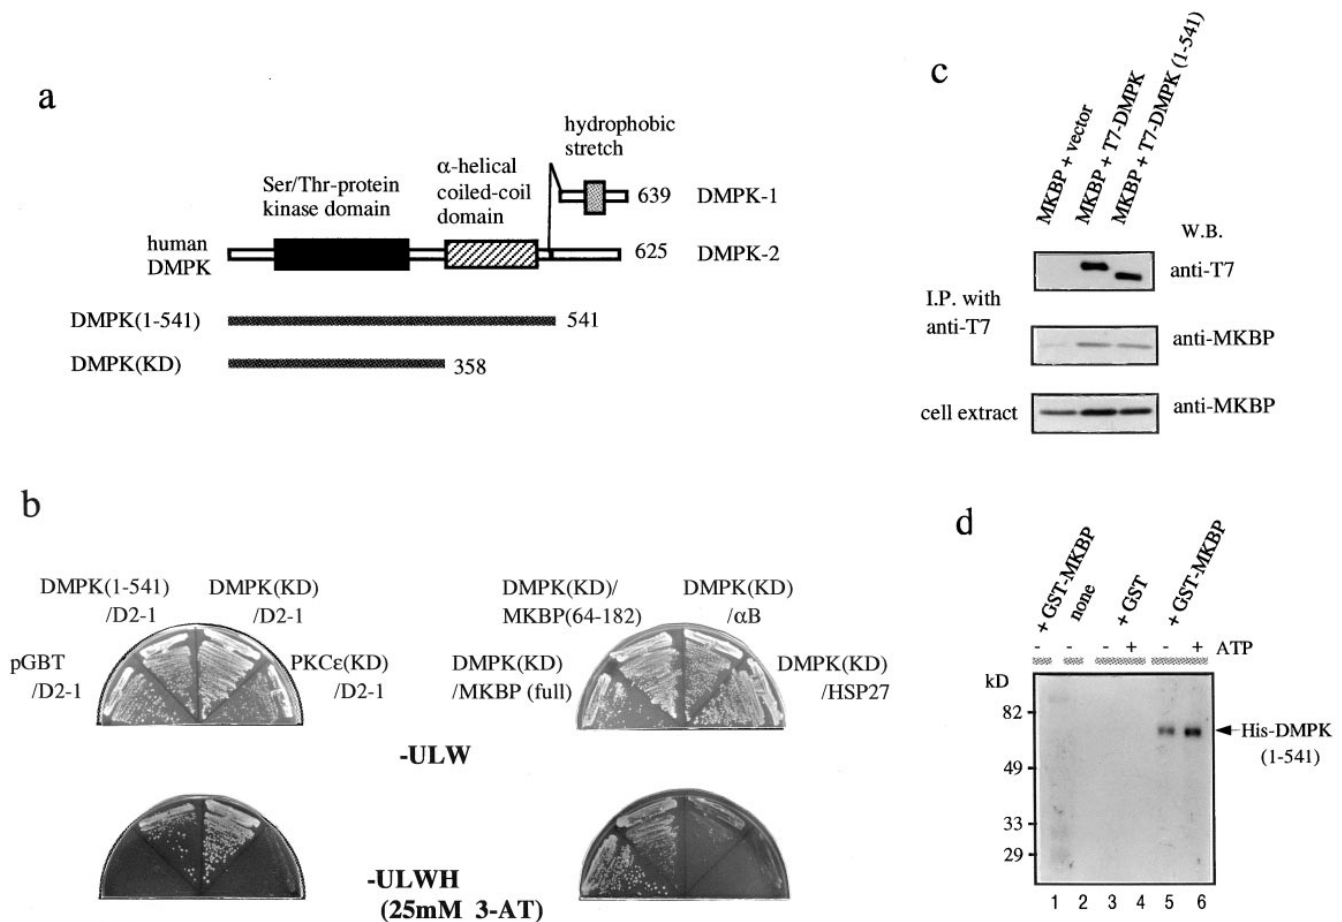 a
hydrophobic
stretch
Ser/Thr-protein
kinase domain
α-helical
coiled-coil
domain
639 DMPK-1
human
DMPK
625 DMPK-2
DMPK(1-541)
541
DMPK(KD)
358
b
DMPK(1-541)
/D2-1
DMPK(KD)
/D2-1
pGBT
/D2-1
PKCε(KD)
/D2-1
DMPK(KD)/
MKBP(64-182)
DMPK(KD)
/αB
DMPK(KD)
/MKBP (full)
DMPK(KD)
/HSP27
-ULW
-ULWH
(25mM 3-AT)
c
MKBP + vector
MKBP + T7-DMPK
MKBP + T7-DMPK (1-541)
W.B.
anti-T7
I.P. with
anti-T7
anti-MKBP
cell extract
anti-MKBP
d
+ GST-MKBP
none
+ GST
+ GST-MKBP
- - - + - + ATP
kD
82
49
33
29
His-DMPK
(1-541)
1 2 3 4 5 6